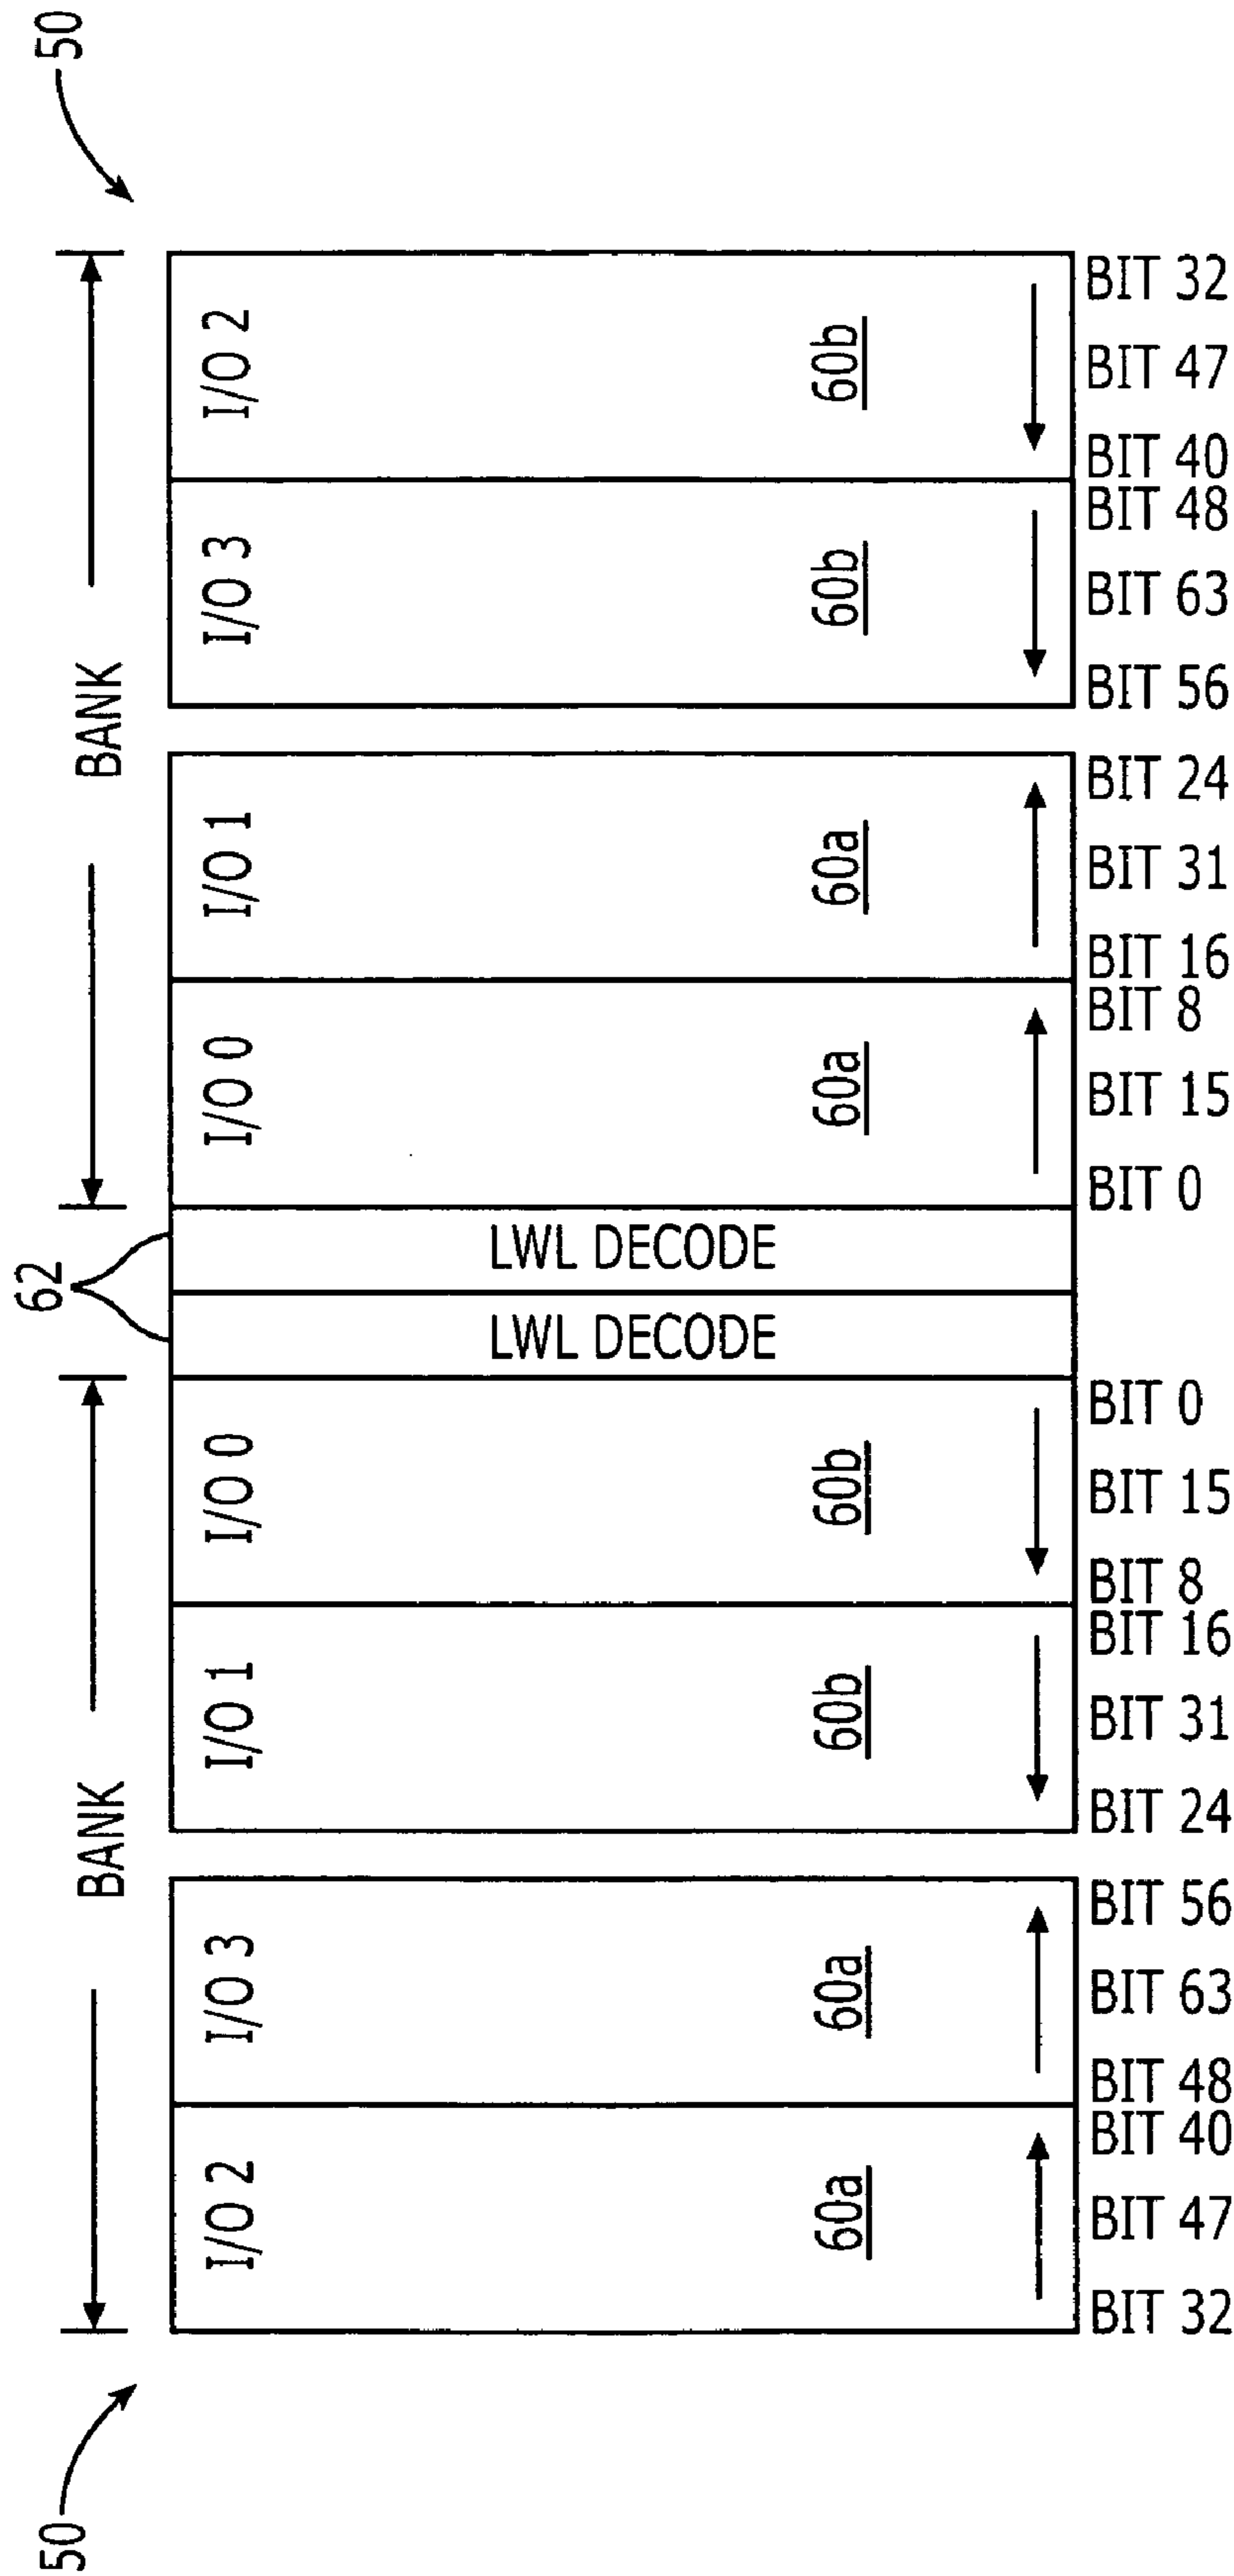 50
62
50
BANK
BANK
I/O 2
I/O 3
I/O 1
I/O 0
I/O 0
I/O 1
I/O 3
I/O 2
LWL DECODE
LWL DECODE
60a
60a
60b
60b
60a
60a
60b
60b
BIT 32
BIT 47
BIT 40
BIT 48
BIT 63
BIT 56
BIT 24
BIT 31
BIT 16
BIT 8
BIT 15
BIT 0
BIT 0
BIT 15
BIT 8
BIT 16
BIT 31
BIT 24
BIT 56
BIT 63
BIT 48
BIT 40
BIT 47
BIT 32